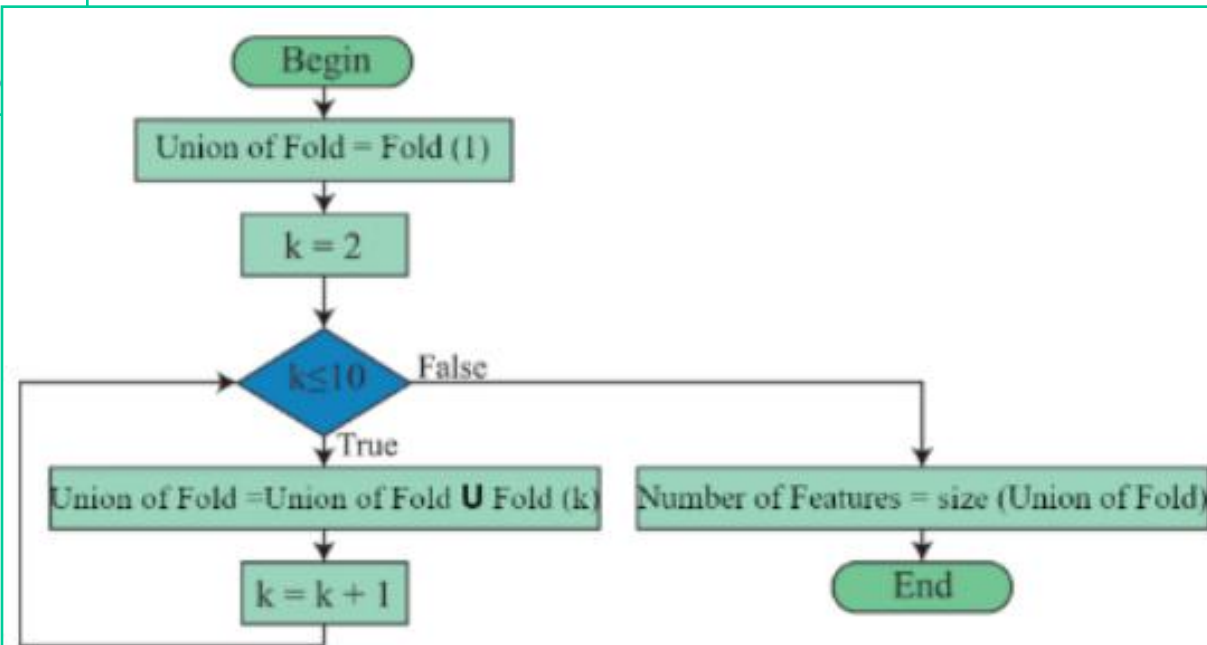 Begin
Union of Fold = Fold (1)
k = 2
k≤10
False
True
Union of Fold =Union of Fold U Fold (k)
k = k + 1
Number of Features = size (Union of Fold)
End